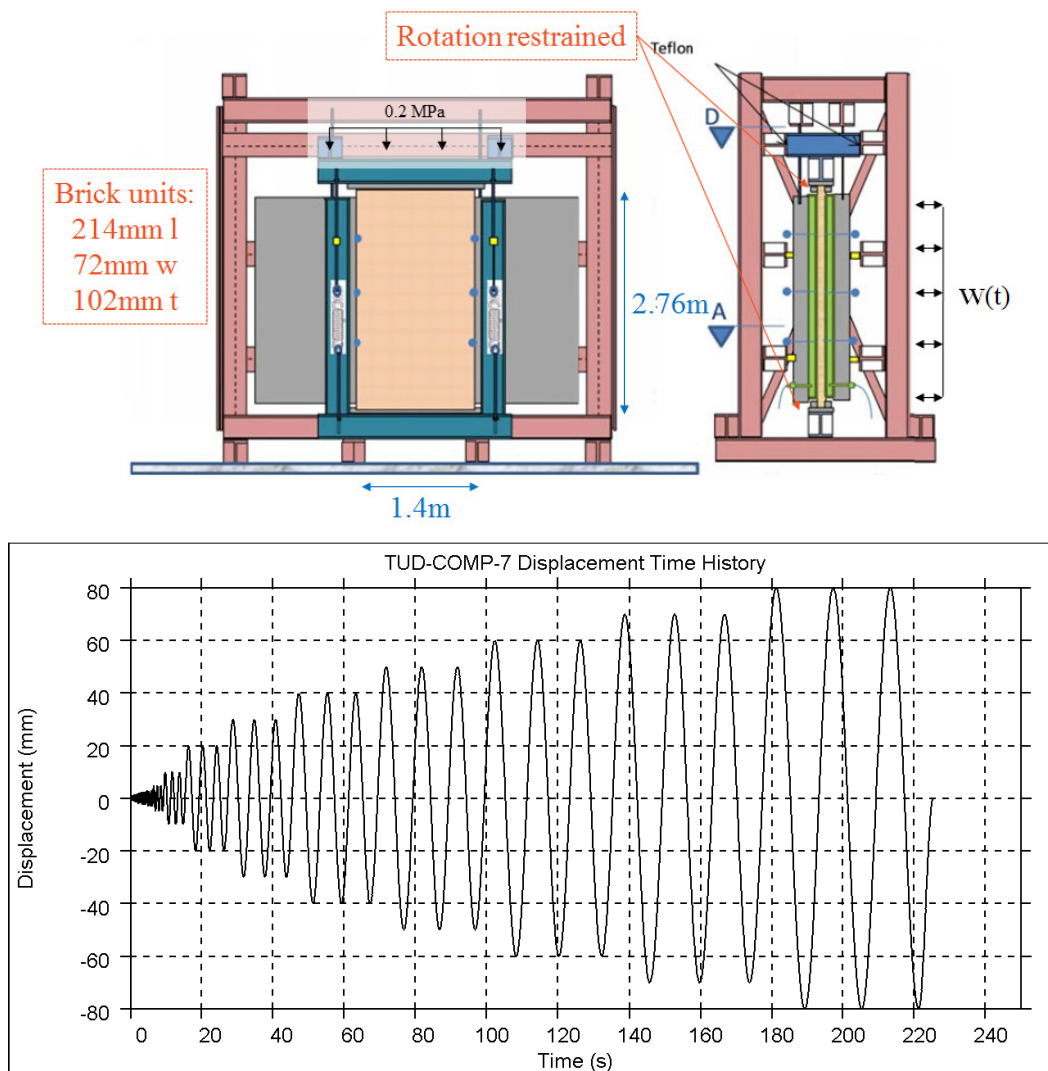 Rotation restrained
Teflon
0.2 MPa
D
Brick units:
214mm l
72mm w
102mm t
2.76m
A
W(t)
1.4m
TUD-COMP-7 Displacement Time History
Displacement (mm)
80
60
40
20
0
-20
-40
-60
-80
0 20 40 60 80 100 120 140 160 180 200 220 240
Time (s)